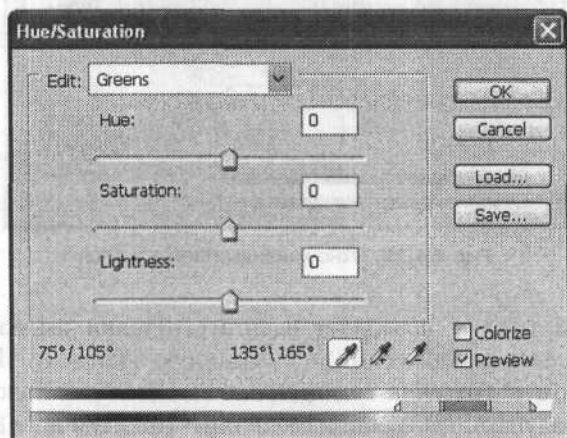 Hue/Saturation
Edit: Greens
OK
Hue: 0
Cancel
Saturation: 0
Load...
Save...
Lightness: 0
Colorize
75°/105° 135°\165°
Preview